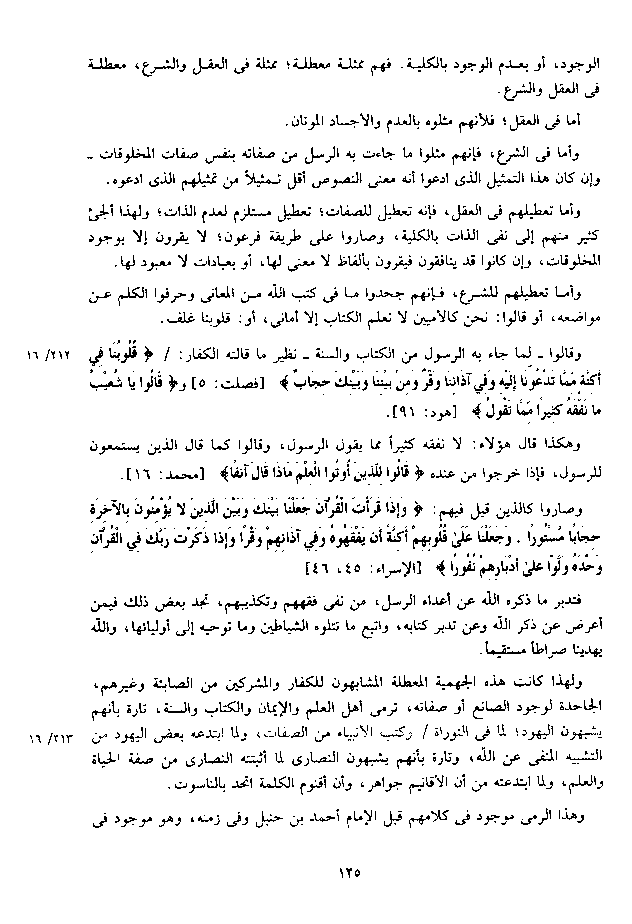 الوجود، أو بعدم الوجود بالكلية. فهم ممثلة معطلة؛ ممثلة فى العقل والشرع، معطلة
فى العقل والشرع.
أما فى العقل؛ فلأنهم مثلوه بالعدم والأجساد الموتان.
وأما فى الشرع، فإنهم مثلوا ما جاءت به الرسل من صفاته بنفس صفات المخلوقات ـ
وإن كان هذا التمثيل الذى ادعوا أنه معنى النصوص أقل تمثيلاً من تمثيلهم الذى ادعوه.
وأما تعطيلهم فى العقل، فإنه تعطيل للصفات؛ تعطيل مستلزم لعدم الذات؛ ولهذا ألجئ
كثير منهم إلى نفى الذات بالكلية، وصاروا على طريقة فرعون؛ لا يقرون إلا بوجود
المخلوقات، وإن كانوا قد ينافقون فيقرون بألفاظ لا معنى لها، أو بعبادات لا معبود لها.
وأما تعطيلهم للشرع، فإنهم جحدوا ما فى كتب الله من المعانى وحرفوا الكلم عن
مواضعه، أو قالوا: نحن كالأميين لا نعلم الكتاب إلا أمانى، أو: قلوبنا غلف.
وقالوا ـ لما جاء به الرسول من الكتاب والسنة ـ نظير ما قالته الكفار: / ﴿ قُلُوبُنَا فِي ١٦/٢١٢
أَكِنَّةٍ مِّمَّا تَدْعُونَا إِلَيْهِ وَفِي آذَانِنَا وَقْرٌ وَمِنْ بَيْنِنَا وَبَيْنِكَ حِجَابٌ ﴾ [فصلت: ٥] و﴿ قَالُوا يَا شُعَيْبُ
مَا نَفْقَهُ كَثِيرًا مِّمَّا تَقُولُ ﴾ [هود: ٩١].
وهكذا قال هؤلاء: لا نفقه كثيراً مما يقول الرسول، وقالوا كما قال الذين يستمعون
للرسول، فإذا خرجوا من عنده ﴿ قَالُوا لِلَّذِينَ أُوتُوا الْعِلْمَ مَاذَا قَالَ آنِفًا﴾ [محمد: ١٦].
وصاروا كالذين قيل فيهم: ﴿ وَإِذَا قَرَأْتَ الْقُرْآنَ جَعَلْنَا بَيْنَكَ وَبَيْنَ الَّذِينَ لا يُؤْمِنُونَ بِالآخِرَةِ
حِجَابًا مَّسْتُورًا . وَجَعَلْنَا عَلَىٰ قُلُوبِهِمْ أَكِنَّةً أَن يَفْقَهُوهُ وَفِي آذَانِهِمْ وَقْرًا وَإِذَا ذَكَرْتَ رَبَّكَ فِي الْقُرْآنِ
وَحْدَهُ وَلَّوْا عَلَىٰ أَدْبَارِهِمْ نُفُورًا ﴾ [الإسراء: ٤٥، ٤٦]
فتدبر ما ذكره الله عن أعداء الرسل، من نفى فقههم وتكذيبهم، تجد بعض ذلك فيمن
أعرض عن ذكر الله وعن تدبر كتابه، واتبع ما تتلوه الشياطين وما توحيه إلى أوليائها، والله
يهدينا صراطاً مستقيماً.
ولهذا كانت هذه الجهمية المعطلة المشابهون للكفار والمشركين من الصابئة وغيرهم،
الجاحدة لوجود الصانع أو صفاته، ترمى أهل العلم والإيمان والكتاب والسنة، تارة بأنهم
يشبهون اليهود؛ لما فى التوراة / وكتب الأنبياء من الصفات، ولما ابتدعه بعض اليهود من ١٦/٢١٣
التشبيه المنفى عن الله، وتارة بأنهم يشبهون النصارى لما أثبتته النصارى من صفة الحياة
والعلم، ولما ابتدعته من أن الأقانيم جواهر، وأن أقنوم الكلمة اتحد بالناسوت.
وهذا الرمى موجود فى كلامهم قبل الإمام أحمد بن حنبل وفى زمنه، وهو موجود فى
١٢٥